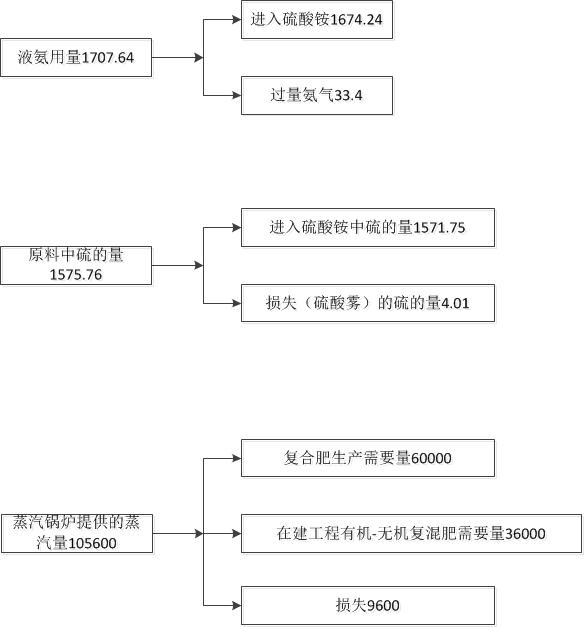 进入硫酸铵1674.24
液氨用量1707.64
过量氨气33.4
进入硫酸铵中硫的量1571.75
原料中硫的量
1575.76
损失（硫酸雾）的硫的量4.01
复合肥生产需要量60000
蒸汽锅炉提供的蒸
汽量105600
在建工程有机-无机复混肥需要量36000
损失9600